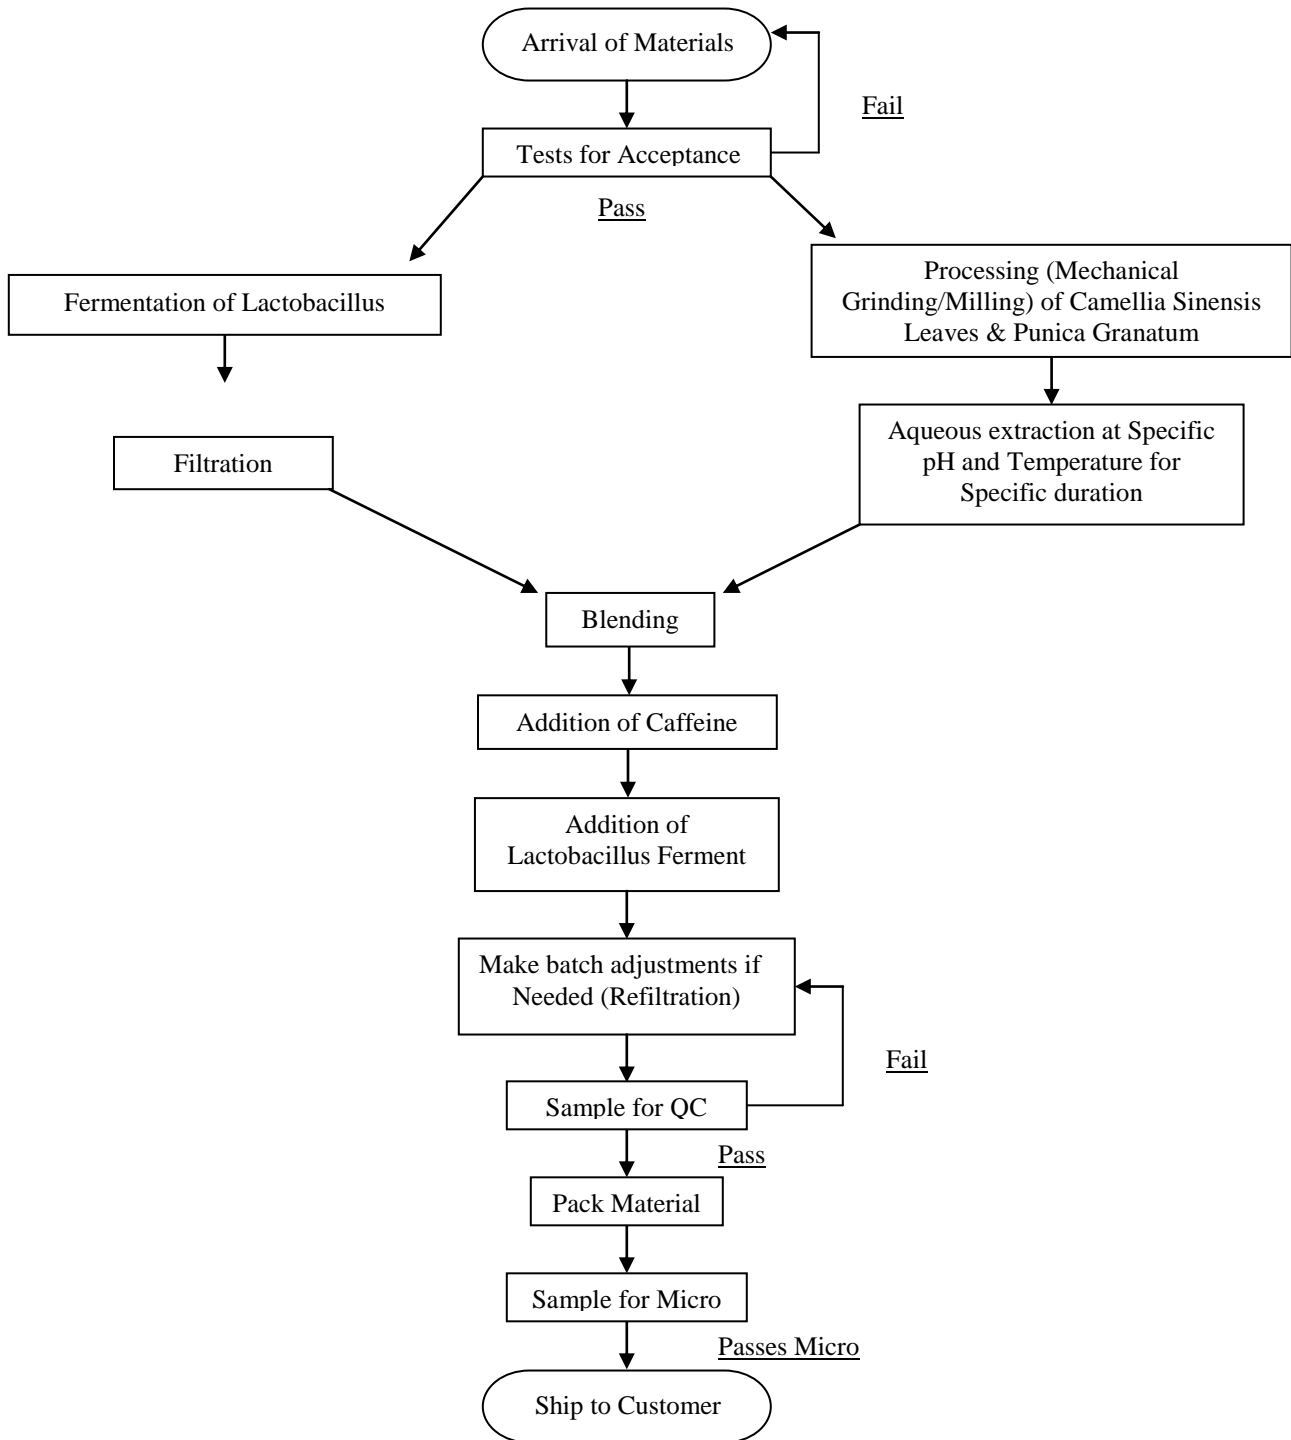 Arrival of Materials
Fail
Tests for Acceptance
Pass
Fermentation of Lactobacillus
Processing (Mechanical
Grinding/Milling) of Camellia Sinensis
Leaves & Punica Granatum
Filtration
Aqueous extraction at Specific
pH and Temperature for
Specific duration
Blending
Addition of Caffeine
Addition of
Lactobacillus Ferment
Make batch adjustments if
Needed (Refiltration)
Fail
Sample for QC
Pass
Pack Material
Sample for Micro
Passes Micro
Ship to Customer